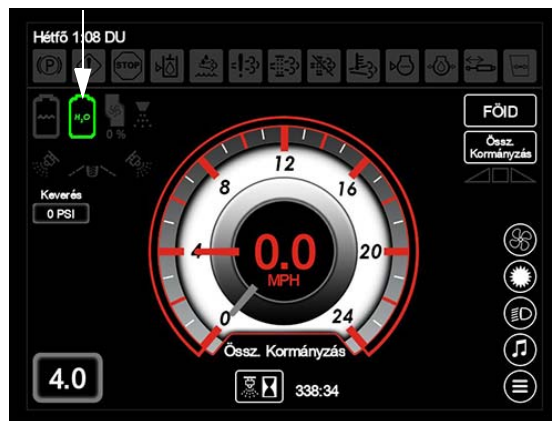 Hétfő 1:08 DU
(P)
STOP
H₂O
0 %
FÖlD
Össz.
Kormányzás
Keverés
0 PSI
12
8
16
4
20
0.0
MPH
0
24
Össz. Kormányzás
4.0
338:34